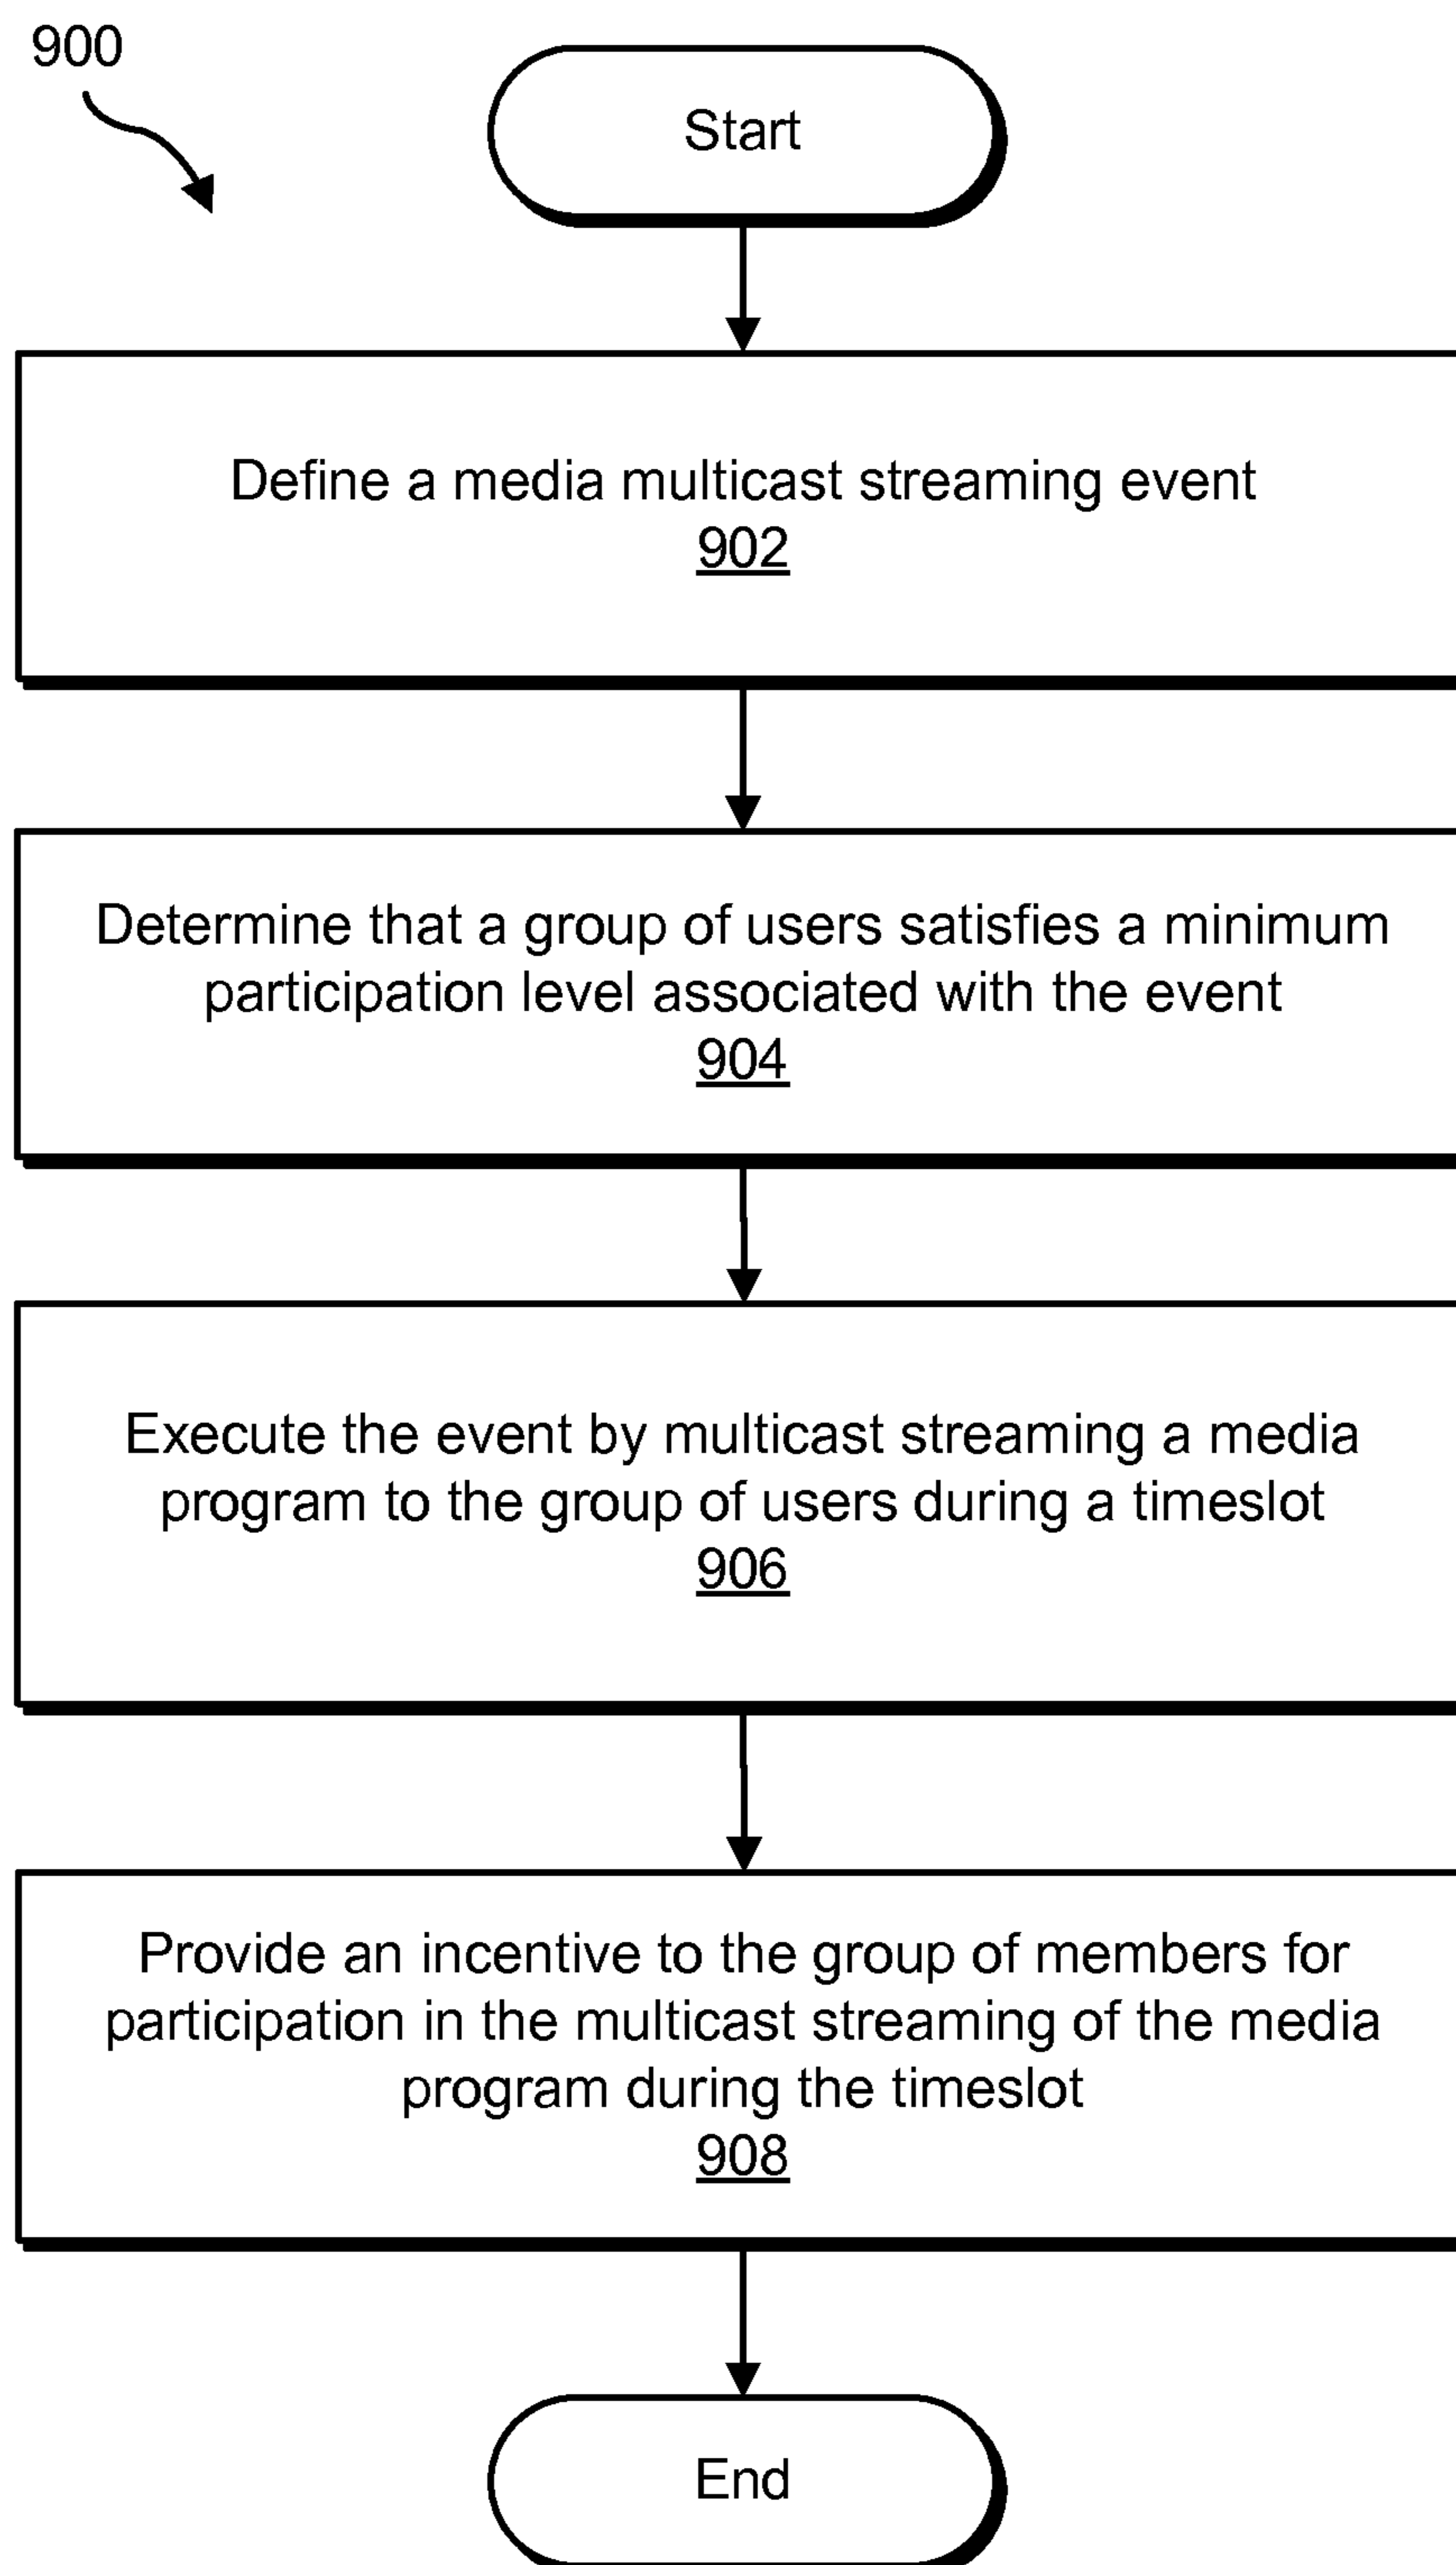 900
Start
Define a media multicast streaming event
902
Determine that a group of users satisfies a minimum
participation level associated with the event
904
Execute the event by multicast streaming a media
program to the group of users during a timeslot
906
Provide an incentive to the group of members for
participation in the multicast streaming of the media
program during the timeslot
908
End